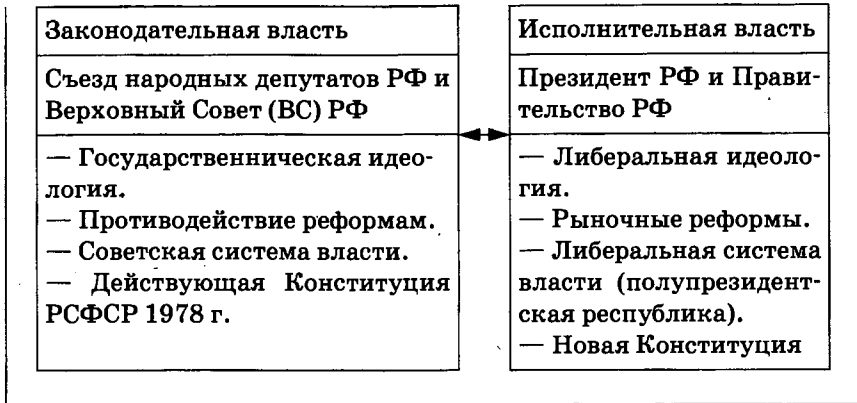 Законодательная власть
Съезд народных депутатов РФ и
Верховный Совет (ВС) РФ
— Государственническая идео-
логия.
— Противодействие реформам.
— Советская система власти.
— Действующая Конституция
РСФСР 1978 г.
Исполнительная власть
Президент РФ и Прави-
тельство РФ
— Либеральная идеоло-
гия.
— Рыночные реформы.
— Либеральная система
власти (полупрезидент-
ская республика).
— Новая Конституция